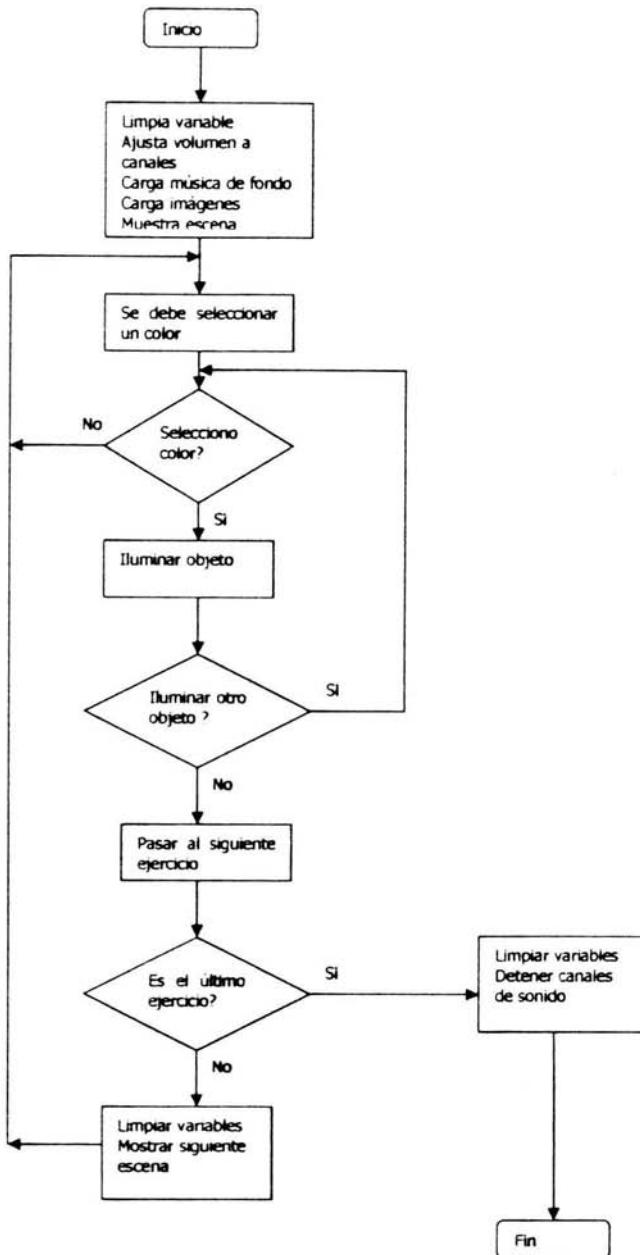 Inicio
Limpia variable
Ajusta volumen a
canales
Carga música de fondo
Carga imágenes
Muestra escena
Se debe seleccionar
un color
No
Selecciono
color?
Si
Iluminar objeto
Iluminar otro
objeto ?
Si
No
Pasar al siguiente
ejercicio
Es el último
ejercicio?
Si
Limpiar variables
Detener canales
de sonido
No
Limpiar variables
Mostrar siguiente
escena
Fin